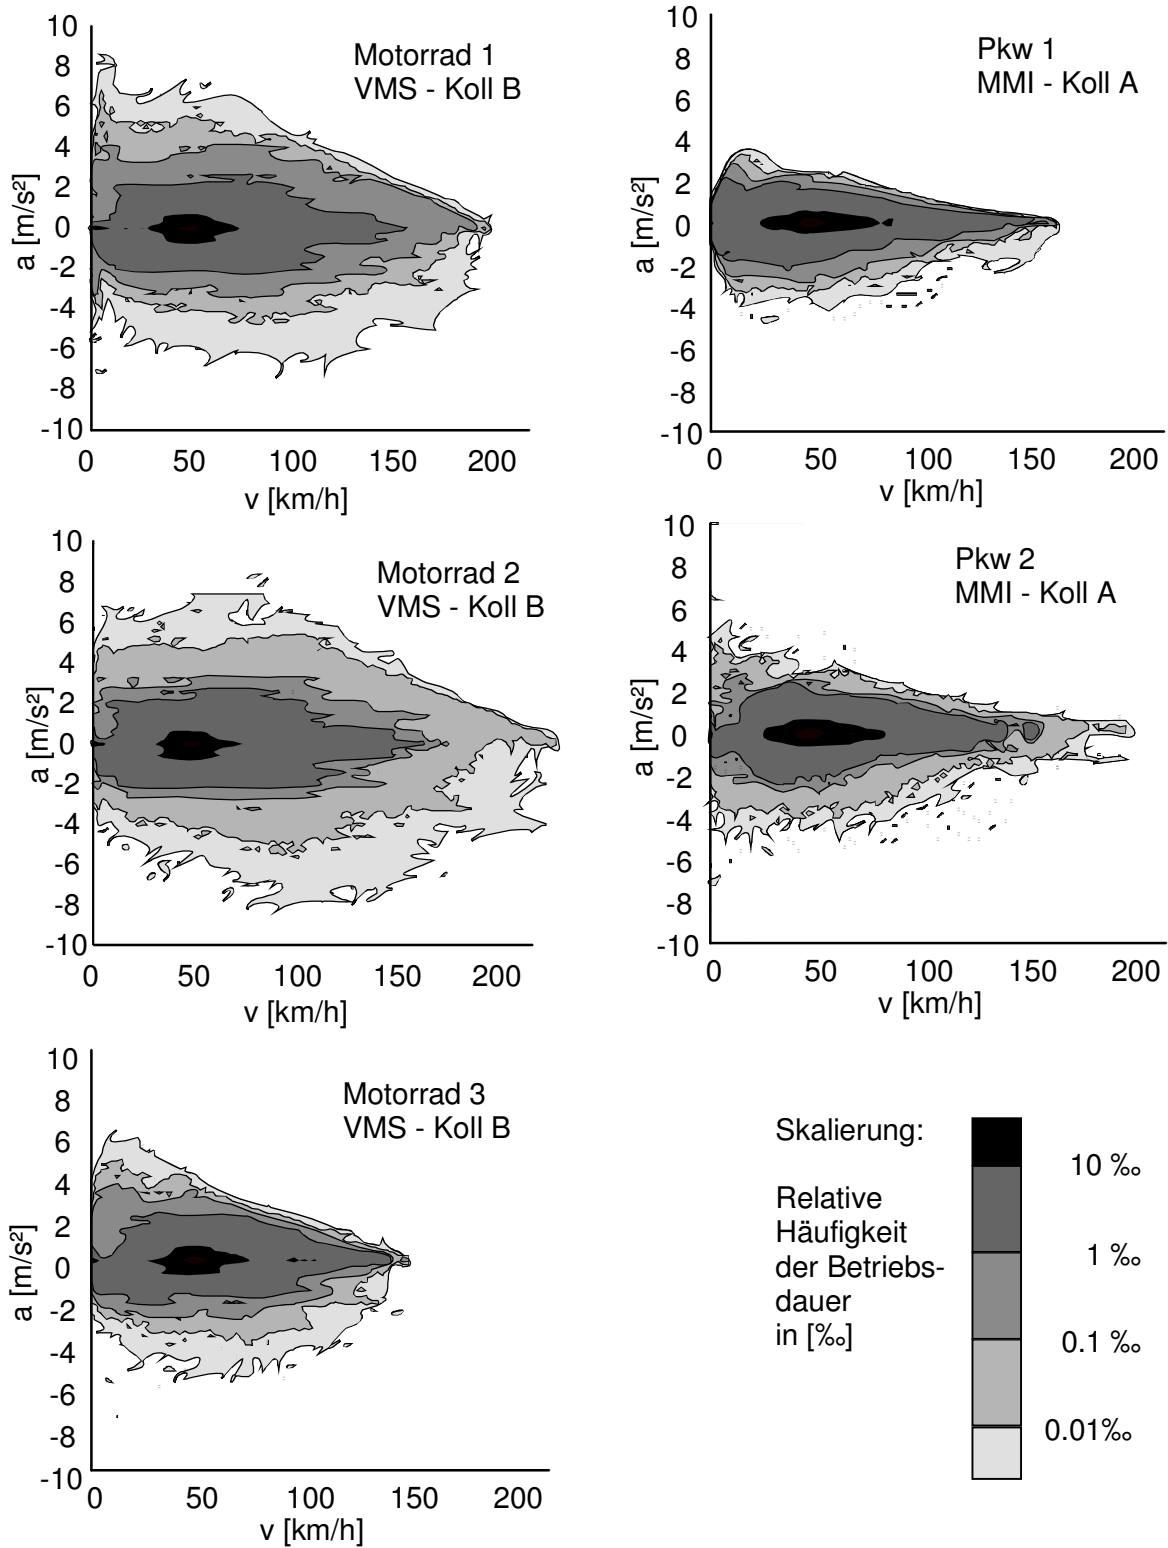 Motorrad 1
VMS - Koll B
a [m/s²]
10
8
6
4
2
0
-2
-4
-6
-8
-10
0 50 100 150 200
v [km/h]
Pkw 1
MMI - Koll A
a [m/s²]
10
8
6
4
2
0
-2
-4
-6
-8
-10
0 50 100 150 200
v [km/h]
Motorrad 2
VMS - Koll B
a [m/s²]
10
8
6
4
2
0
-2
-4
-6
-8
-10
0 50 100 150 200
v [km/h]
Pkw 2
MMI - Koll A
a [m/s²]
10
8
6
4
2
0
-2
-4
-6
-8
-10
0 50 100 150 200
v [km/h]
Motorrad 3
VMS - Koll B
a [m/s²]
10
8
6
4
2
0
-2
-4
-6
-8
-10
0 50 100 150 200
v [km/h]
Skalierung:
Relative
Häufigkeit
der Betriebs-
dauer
in [‰]
10 ‰
1 ‰
0.1 ‰
0.01‰